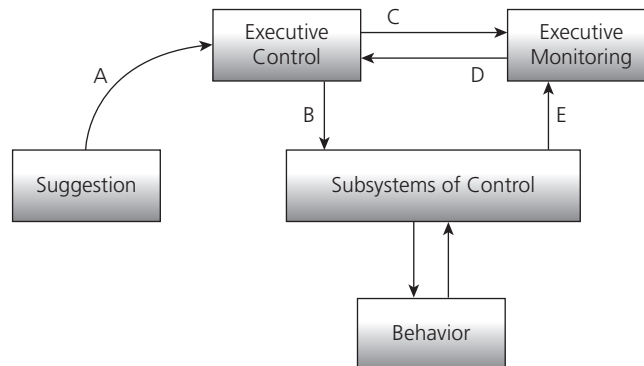 C
Executive
Control
Executive
Monitoring
D
A
B
E
Suggestion
Subsystems of Control
Behavior